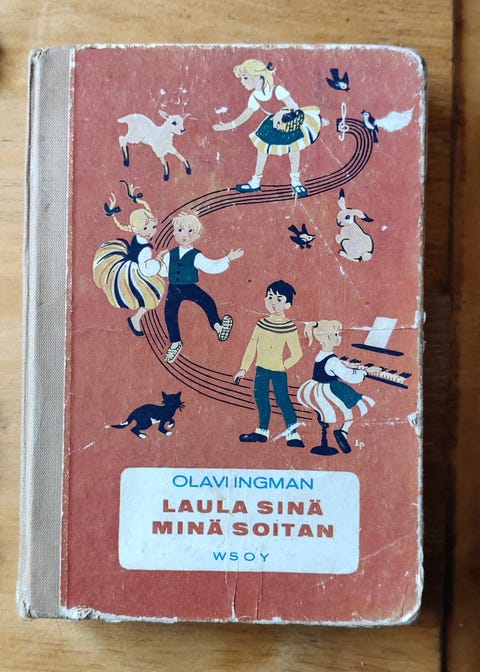 OLAVI INGMAN
LAULA SINÄ
MINÄ SOITAN
WSOY